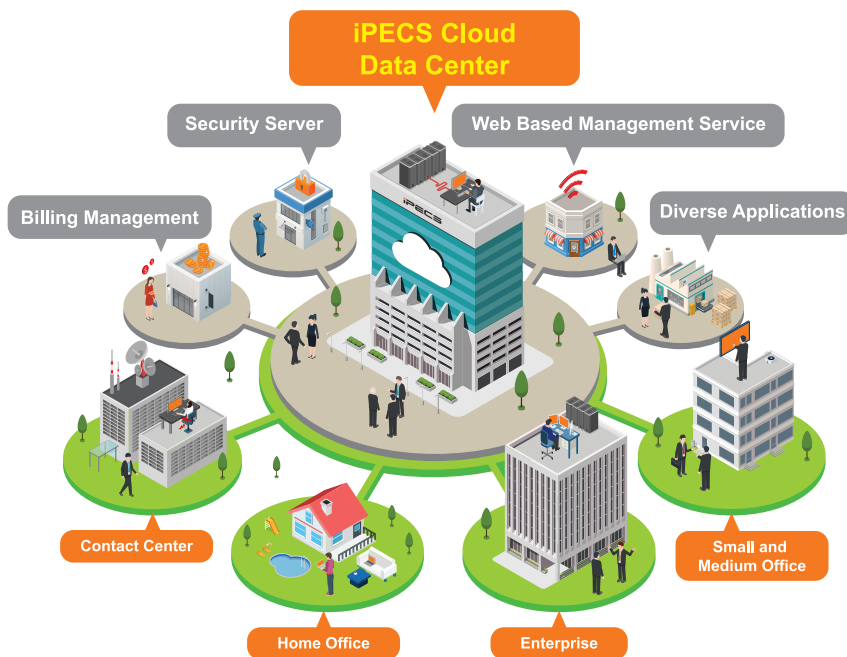 iPECS Cloud
Data Center
Security Server
Web Based Management Service
Billing Management
Diverse Applications
iPECS
Contact Center
Small and
Medium Office
Home Office
Enterprise